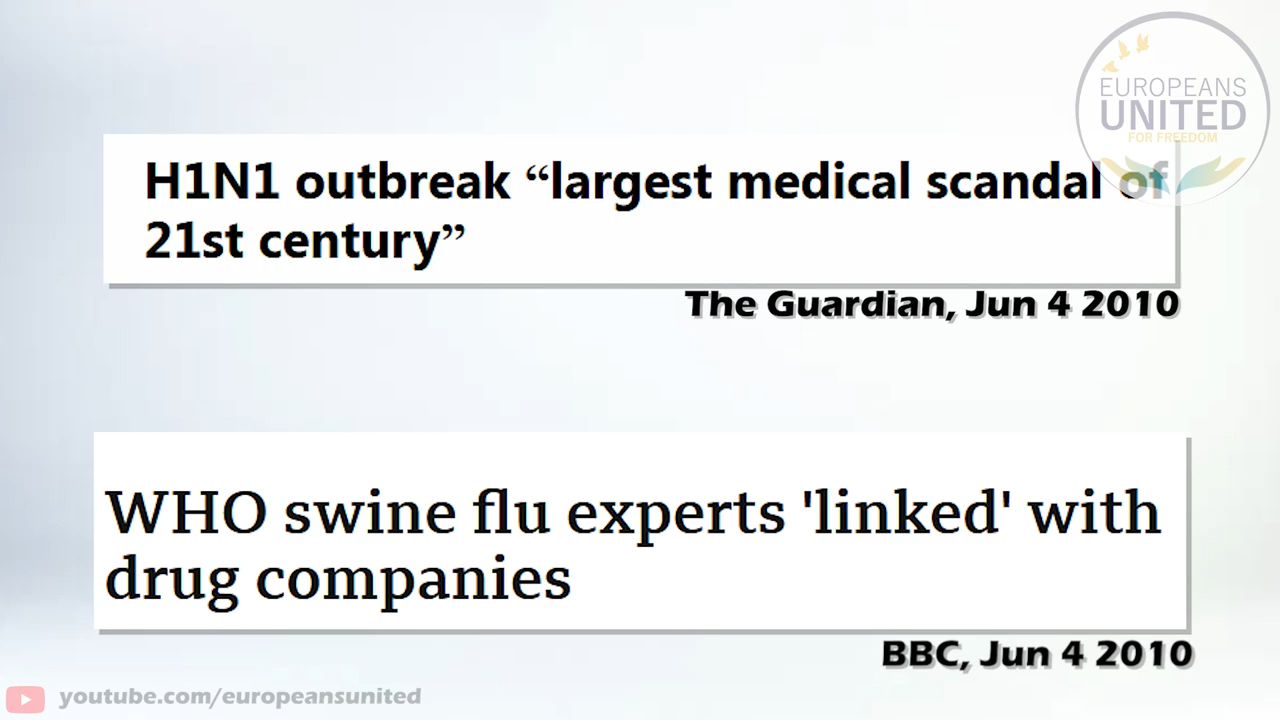 EUROPEANS
UNITED
FOR FREEDOM
H1N1 outbreak “largest medical scandal of
21st century”
The Guardian, Jun 4 2010
WHO swine flu experts 'linked' with
drug companies
BBC, Jun 4 2010
youtube.com/europeansunited